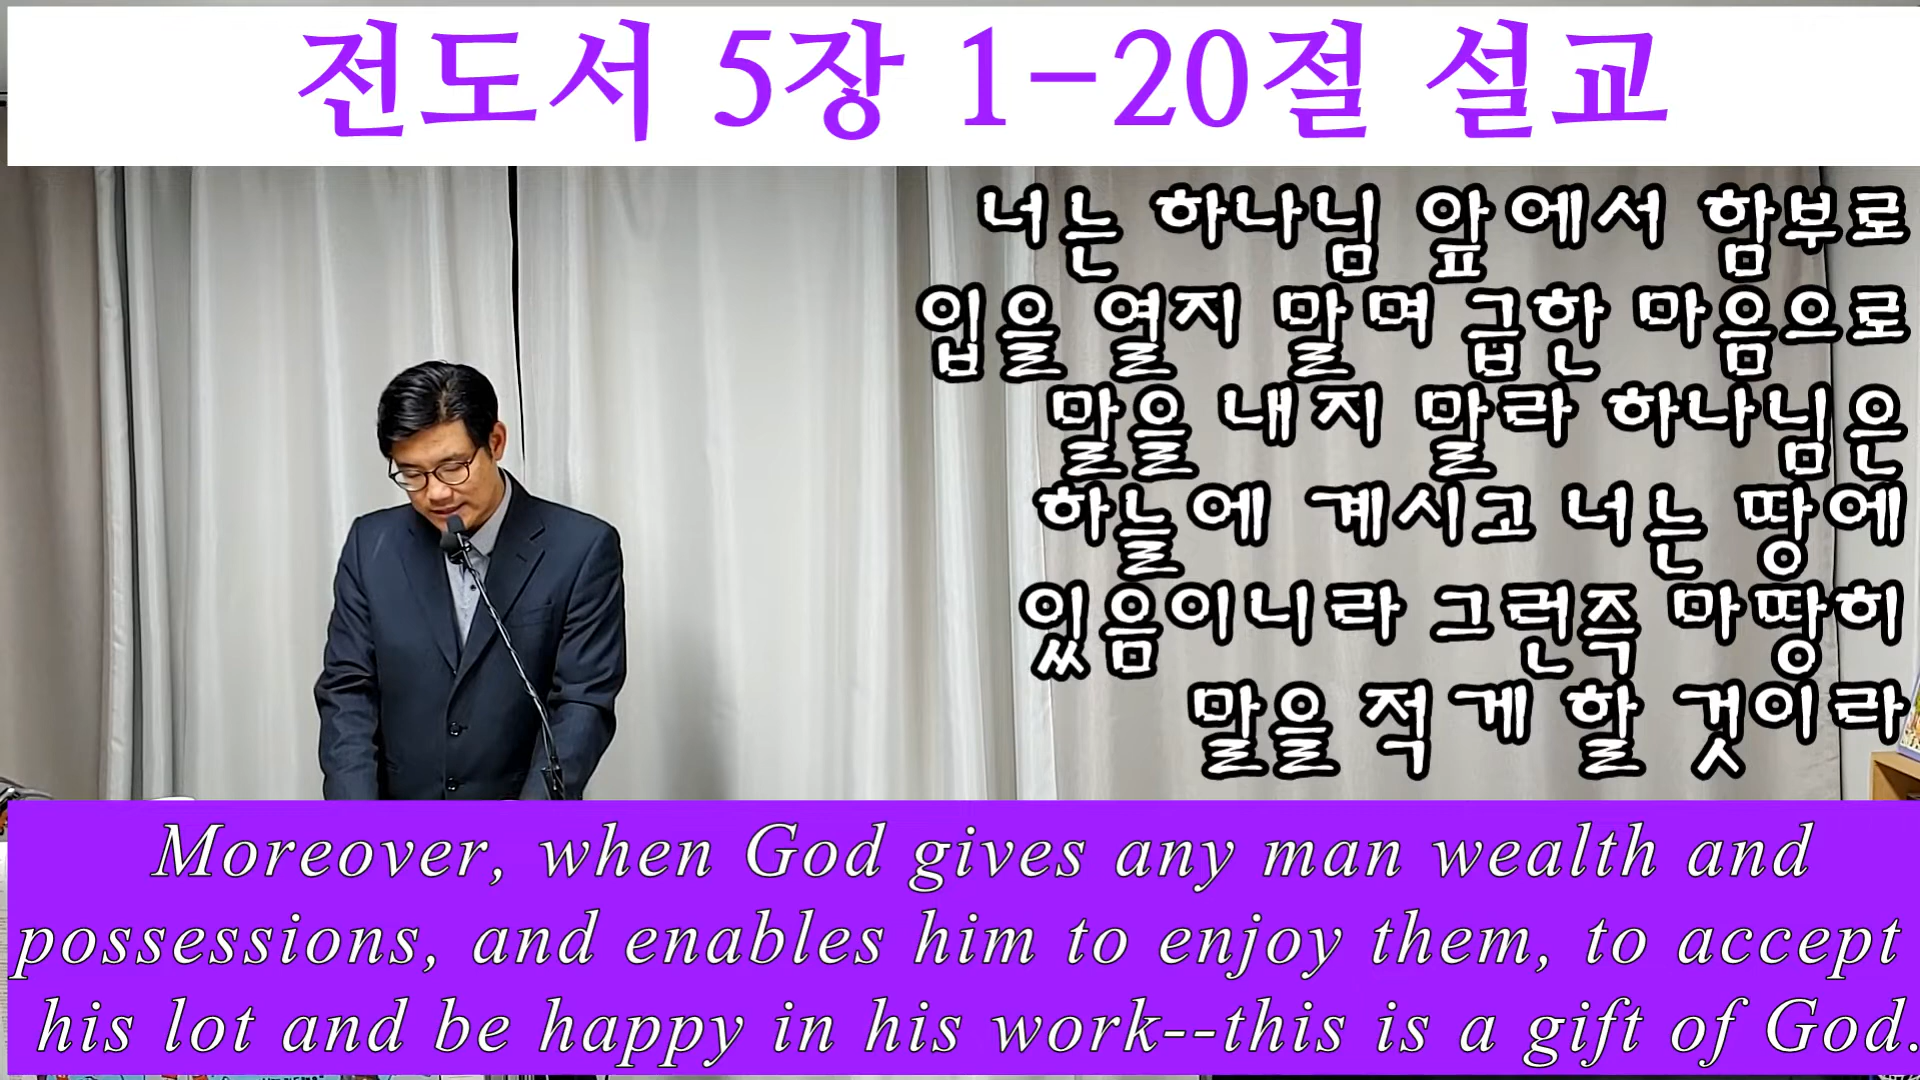 전도서 5장 1-20절 설교
너는 하나님 앞에서 함부로
입을 열지 말며 급한 마음으로
말을 내지 말라 하나님은
하늘에 계시고 너는 땅에
있음이니라 그런즉 마땅히
말을 적게 할 것이라
Moreover, when God gives any man wealth and
possessions, and enables him to enjoy them, to accept
his lot and be happy in his work--this is a gift of God.